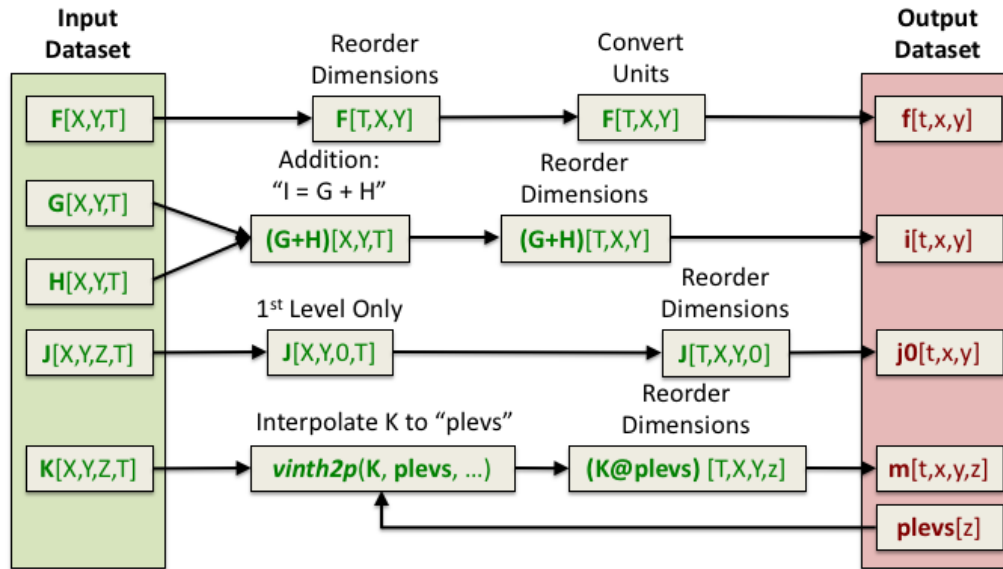 Input
Dataset
Output
Dataset
Reorder
Dimensions
Convert
Units
F[X,Y,T]
F[T,X,Y]
F[T,X,Y]
f[t,x,y]
Addition:
“I = G + H”
Reorder
Dimensions
G[X,Y,T]
(G+H)[X,Y,T]
(G+H)[T,X,Y]
i[t,x,y]
H[X,Y,T]
1st Level Only
Reorder
Dimensions
J[X,Y,Z,T]
J[X,Y,0,T]
J[T,X,Y,0]
j0[t,x,y]
Interpolate K to “plevs”
Reorder
Dimensions
K[X,Y,Z,T]
vinth2p(K, plevs, ...)
(K@plevs) [T,X,Y,z]
m[t,x,y,z]
plevs[z]